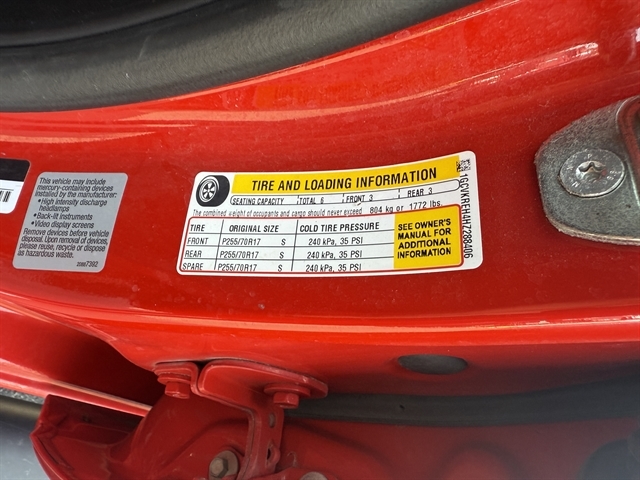 This vehicle may include
mercury-containing devices
installed by the manufacturer:
• High intensity discharge
headlamps
• Back-lit instruments
• Video display screens
Remove devices before vehicle
disposal. Upon removal of devices,
please reuse, recycle or dispose
as hazardous waste.
TIRE AND LOADING INFORMATION
SEATING CAPACITY TOTAL 6 FRONT 3 REAR 3
The combined weight of occupants and cargo should never exceed 804 kg or 1772 lbs.
TIRE ORIGINAL SIZE COLD TIRE PRESSURE
FRONT P255/70R17 S 240 kPa, 35 PSI
REAR P255/70R17 S 240 kPa, 35 PSI
SPARE P255/70R17 S 240 kPa, 35 PSI
SEE OWNER'S
MANUAL FOR
ADDITIONAL
INFORMATION
1GCVKREH4HZ288406